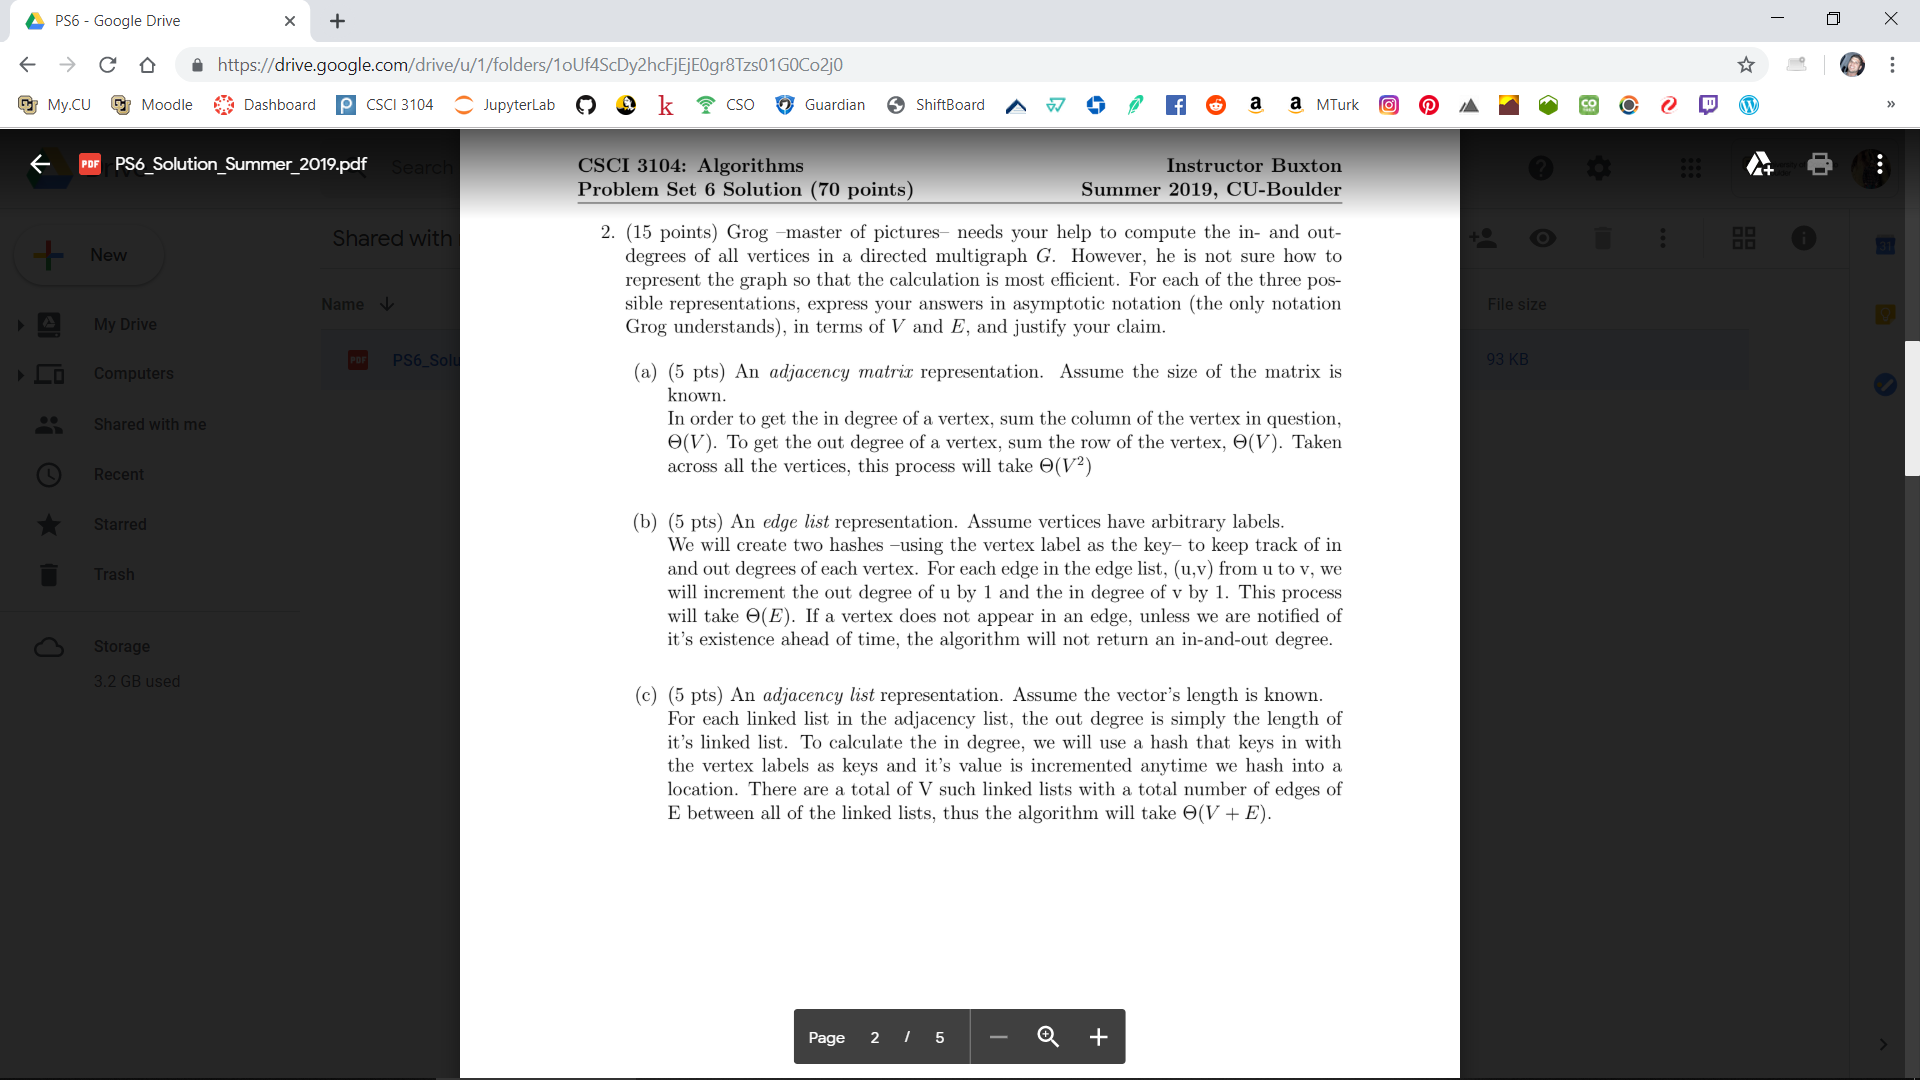 PS6 - Google Drive
https://drive.google.com/drive/u/1/folders/1oUf4ScDy2hcFjEjE0gr8Tzs01G0Co2j0
My.CU Moodle Dashboard CSCI 3104 JupyterLab CSO Guardian ShiftBoard MTurk
PDF PS6_Solution_Summer_2019.pdf
Search
New
My Drive
Computers
Shared with me
Recent
Starred
Trash
Storage
3.2 GB used
Shared with
Name
PDF PS6_Solu
File size
93 KB
CSCI 3104: Algorithms Instructor Buxton
Problem Set 6 Solution (70 points) Summer 2019, CU-Boulder
2. (15 points) Grog –master of pictures– needs your help to compute the in- and out-
degrees of all vertices in a directed multigraph G. However, he is not sure how to
represent the graph so that the calculation is most efficient. For each of the three pos-
sible representations, express your answers in asymptotic notation (the only notation
Grog understands), in terms of V and E, and justify your claim.
(a) (5 pts) An adjacency matrix representation. Assume the size of the matrix is
known.
In order to get the in degree of a vertex, sum the column of the vertex in question,
Θ(V). To get the out degree of a vertex, sum the row of the vertex, Θ(V). Taken
across all the vertices, this process will take Θ(V²)
(b) (5 pts) An edge list representation. Assume vertices have arbitrary labels.
We will create two hashes –using the vertex label as the key– to keep track of in
and out degrees of each vertex. For each edge in the edge list, (u,v) from u to v, we
will increment the out degree of u by 1 and the in degree of v by 1. This process
will take Θ(E). If a vertex does not appear in an edge, unless we are notified of
it's existence ahead of time, the algorithm will not return an in-and-out degree.
(c) (5 pts) An adjacency list representation. Assume the vector's length is known.
For each linked list in the adjacency list, the out degree is simply the length of
it's linked list. To calculate the in degree, we will use a hash that keys in with
the vertex labels as keys and it's value is incremented anytime we hash into a
location. There are a total of V such linked lists with a total number of edges of
E between all of the linked lists, thus the algorithm will take Θ(V + E).
Page 2 / 5